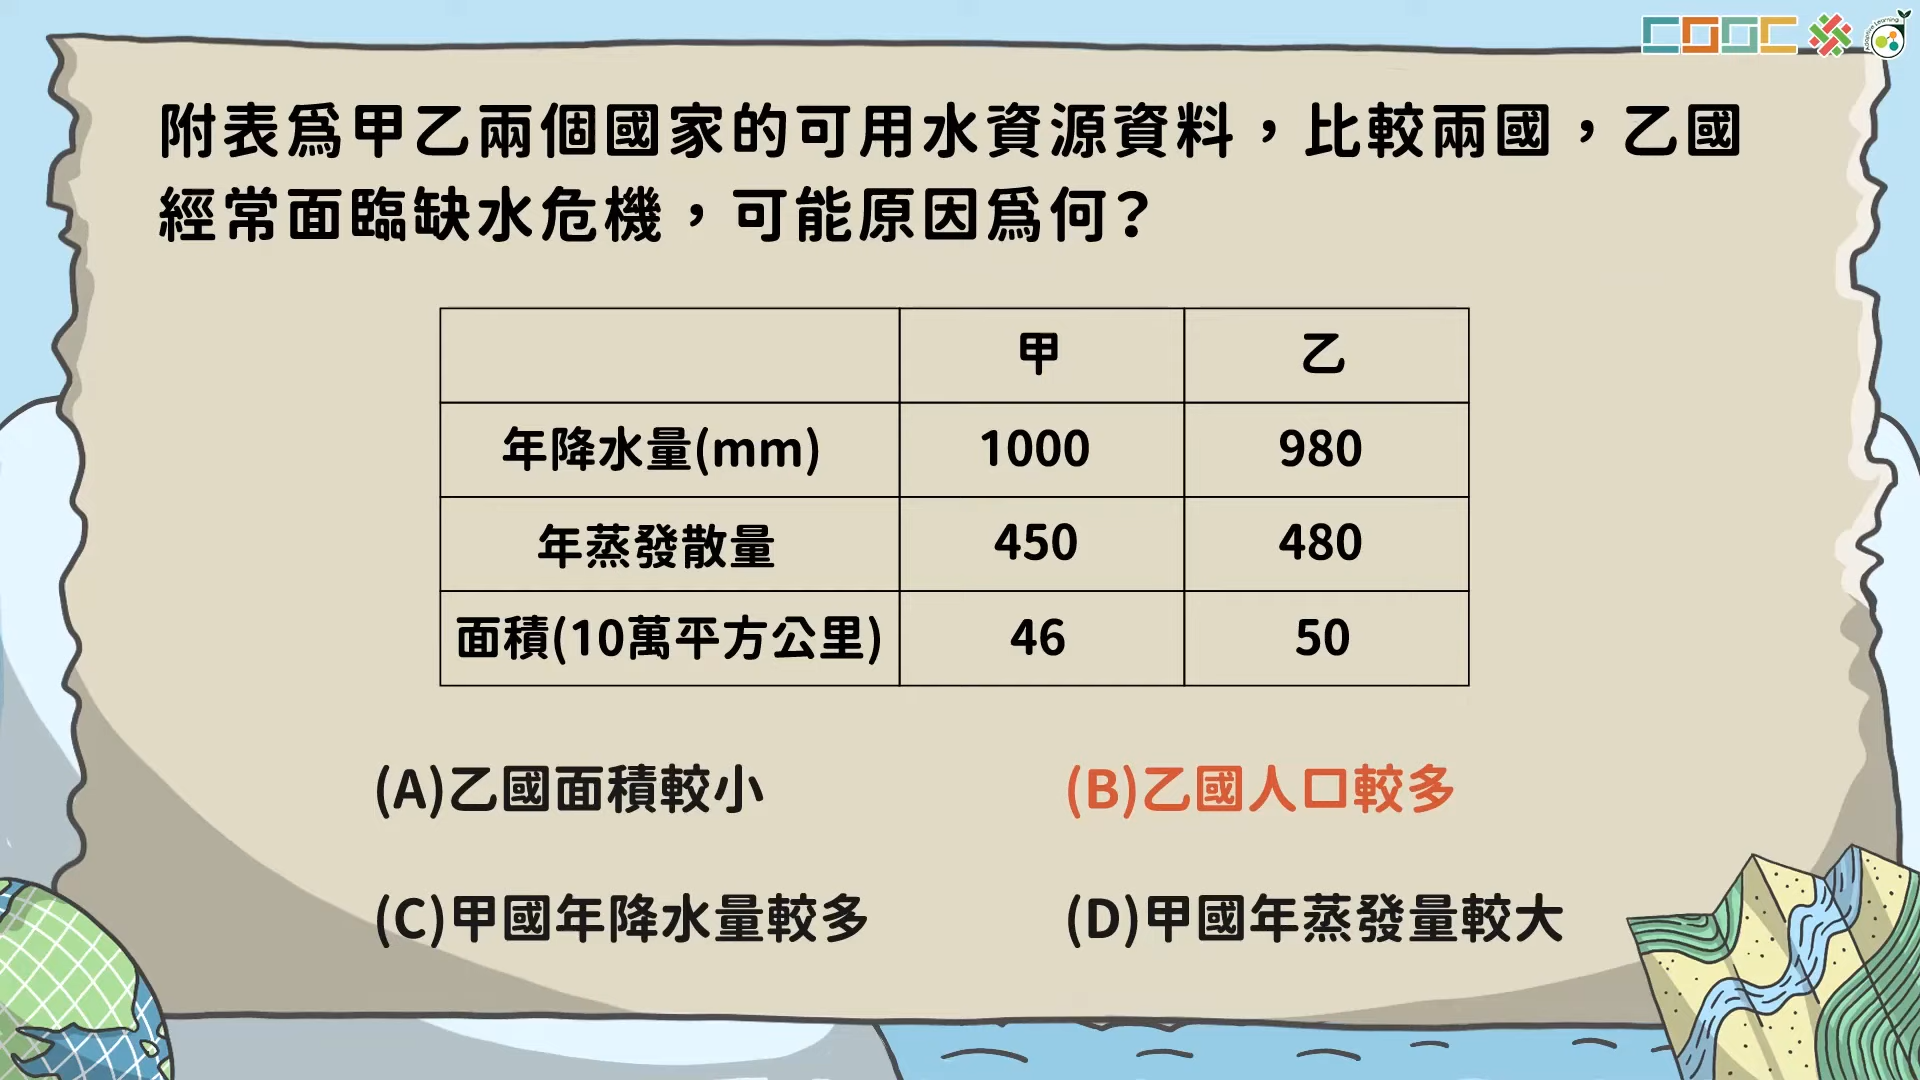 COOC
附表為甲乙兩個國家的可用水資源資料，比較兩國，乙國
經常面臨缺水危機，可能原因為何？
甲 乙
年降水量(mm) 1000 980
年蒸發散量 450 480
面積(10萬平方公里) 46 50
(A)乙國面積較小 (B)乙國人口較多
(C)甲國年降水量較多 (D)甲國年蒸發量較大